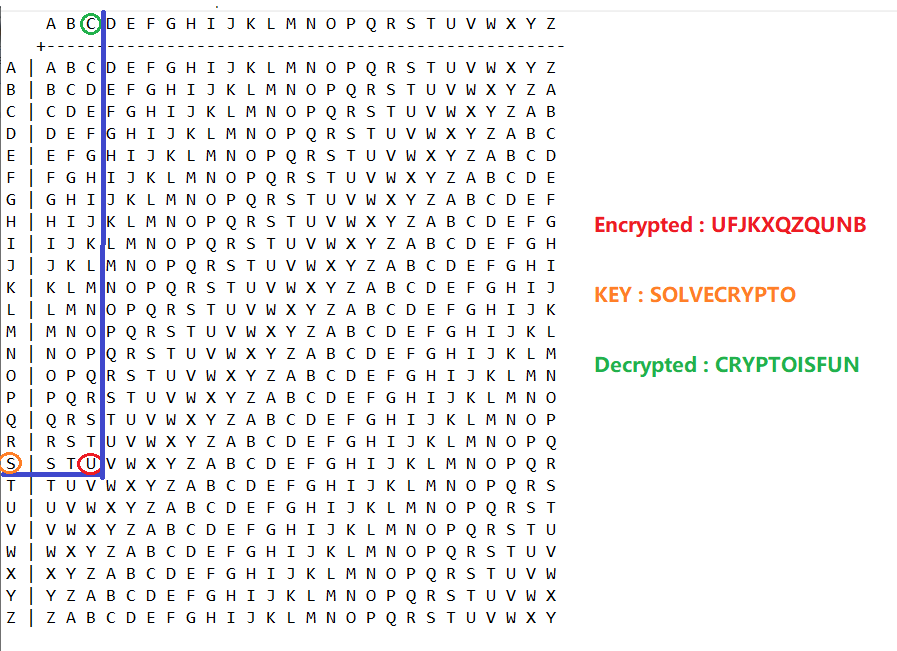 A B C D E F G H I J K L M N O P Q R S T U V W X Y Z
+----------------------------------------------------
A | A B C D E F G H I J K L M N O P Q R S T U V W X Y Z
B | B C D E F G H I J K L M N O P Q R S T U V W X Y Z A
C | C D E F G H I J K L M N O P Q R S T U V W X Y Z A B
D | D E F G H I J K L M N O P Q R S T U V W X Y Z A B C
E | E F G H I J K L M N O P Q R S T U V W X Y Z A B C D
F | F G H I J K L M N O P Q R S T U V W X Y Z A B C D E
G | G H I J K L M N O P Q R S T U V W X Y Z A B C D E F
H | H I J K L M N O P Q R S T U V W X Y Z A B C D E F G
I | I J K L M N O P Q R S T U V W X Y Z A B C D E F G H
J | J K L M N O P Q R S T U V W X Y Z A B C D E F G H I
K | K L M N O P Q R S T U V W X Y Z A B C D E F G H I J
L | L M N O P Q R S T U V W X Y Z A B C D E F G H I J K
M | M N O P Q R S T U V W X Y Z A B C D E F G H I J K L
N | N O P Q R S T U V W X Y Z A B C D E F G H I J K L M
O | O P Q R S T U V W X Y Z A B C D E F G H I J K L M N
P | P Q R S T U V W X Y Z A B C D E F G H I J K L M N O
Q | Q R S T U V W X Y Z A B C D E F G H I J K L M N O P
R | R S T U V W X Y Z A B C D E F G H I J K L M N O P Q
S | S T U V W X Y Z A B C D E F G H I J K L M N O P Q R
T | T U V W X Y Z A B C D E F G H I J K L M N O P Q R S
U | U V W X Y Z A B C D E F G H I J K L M N O P Q R S T
V | V W X Y Z A B C D E F G H I J K L M N O P Q R S T U
W | W X Y Z A B C D E F G H I J K L M N O P Q R S T U V
X | X Y Z A B C D E F G H I J K L M N O P Q R S T U V W
Y | Y Z A B C D E F G H I J K L M N O P Q R S T U V W X
Z | Z A B C D E F G H I J K L M N O P Q R S T U V W X Y
Encrypted : UFJKXQZQUNB
KEY : SOLVECRYPTO
Decrypted : CRYPTOISFUN